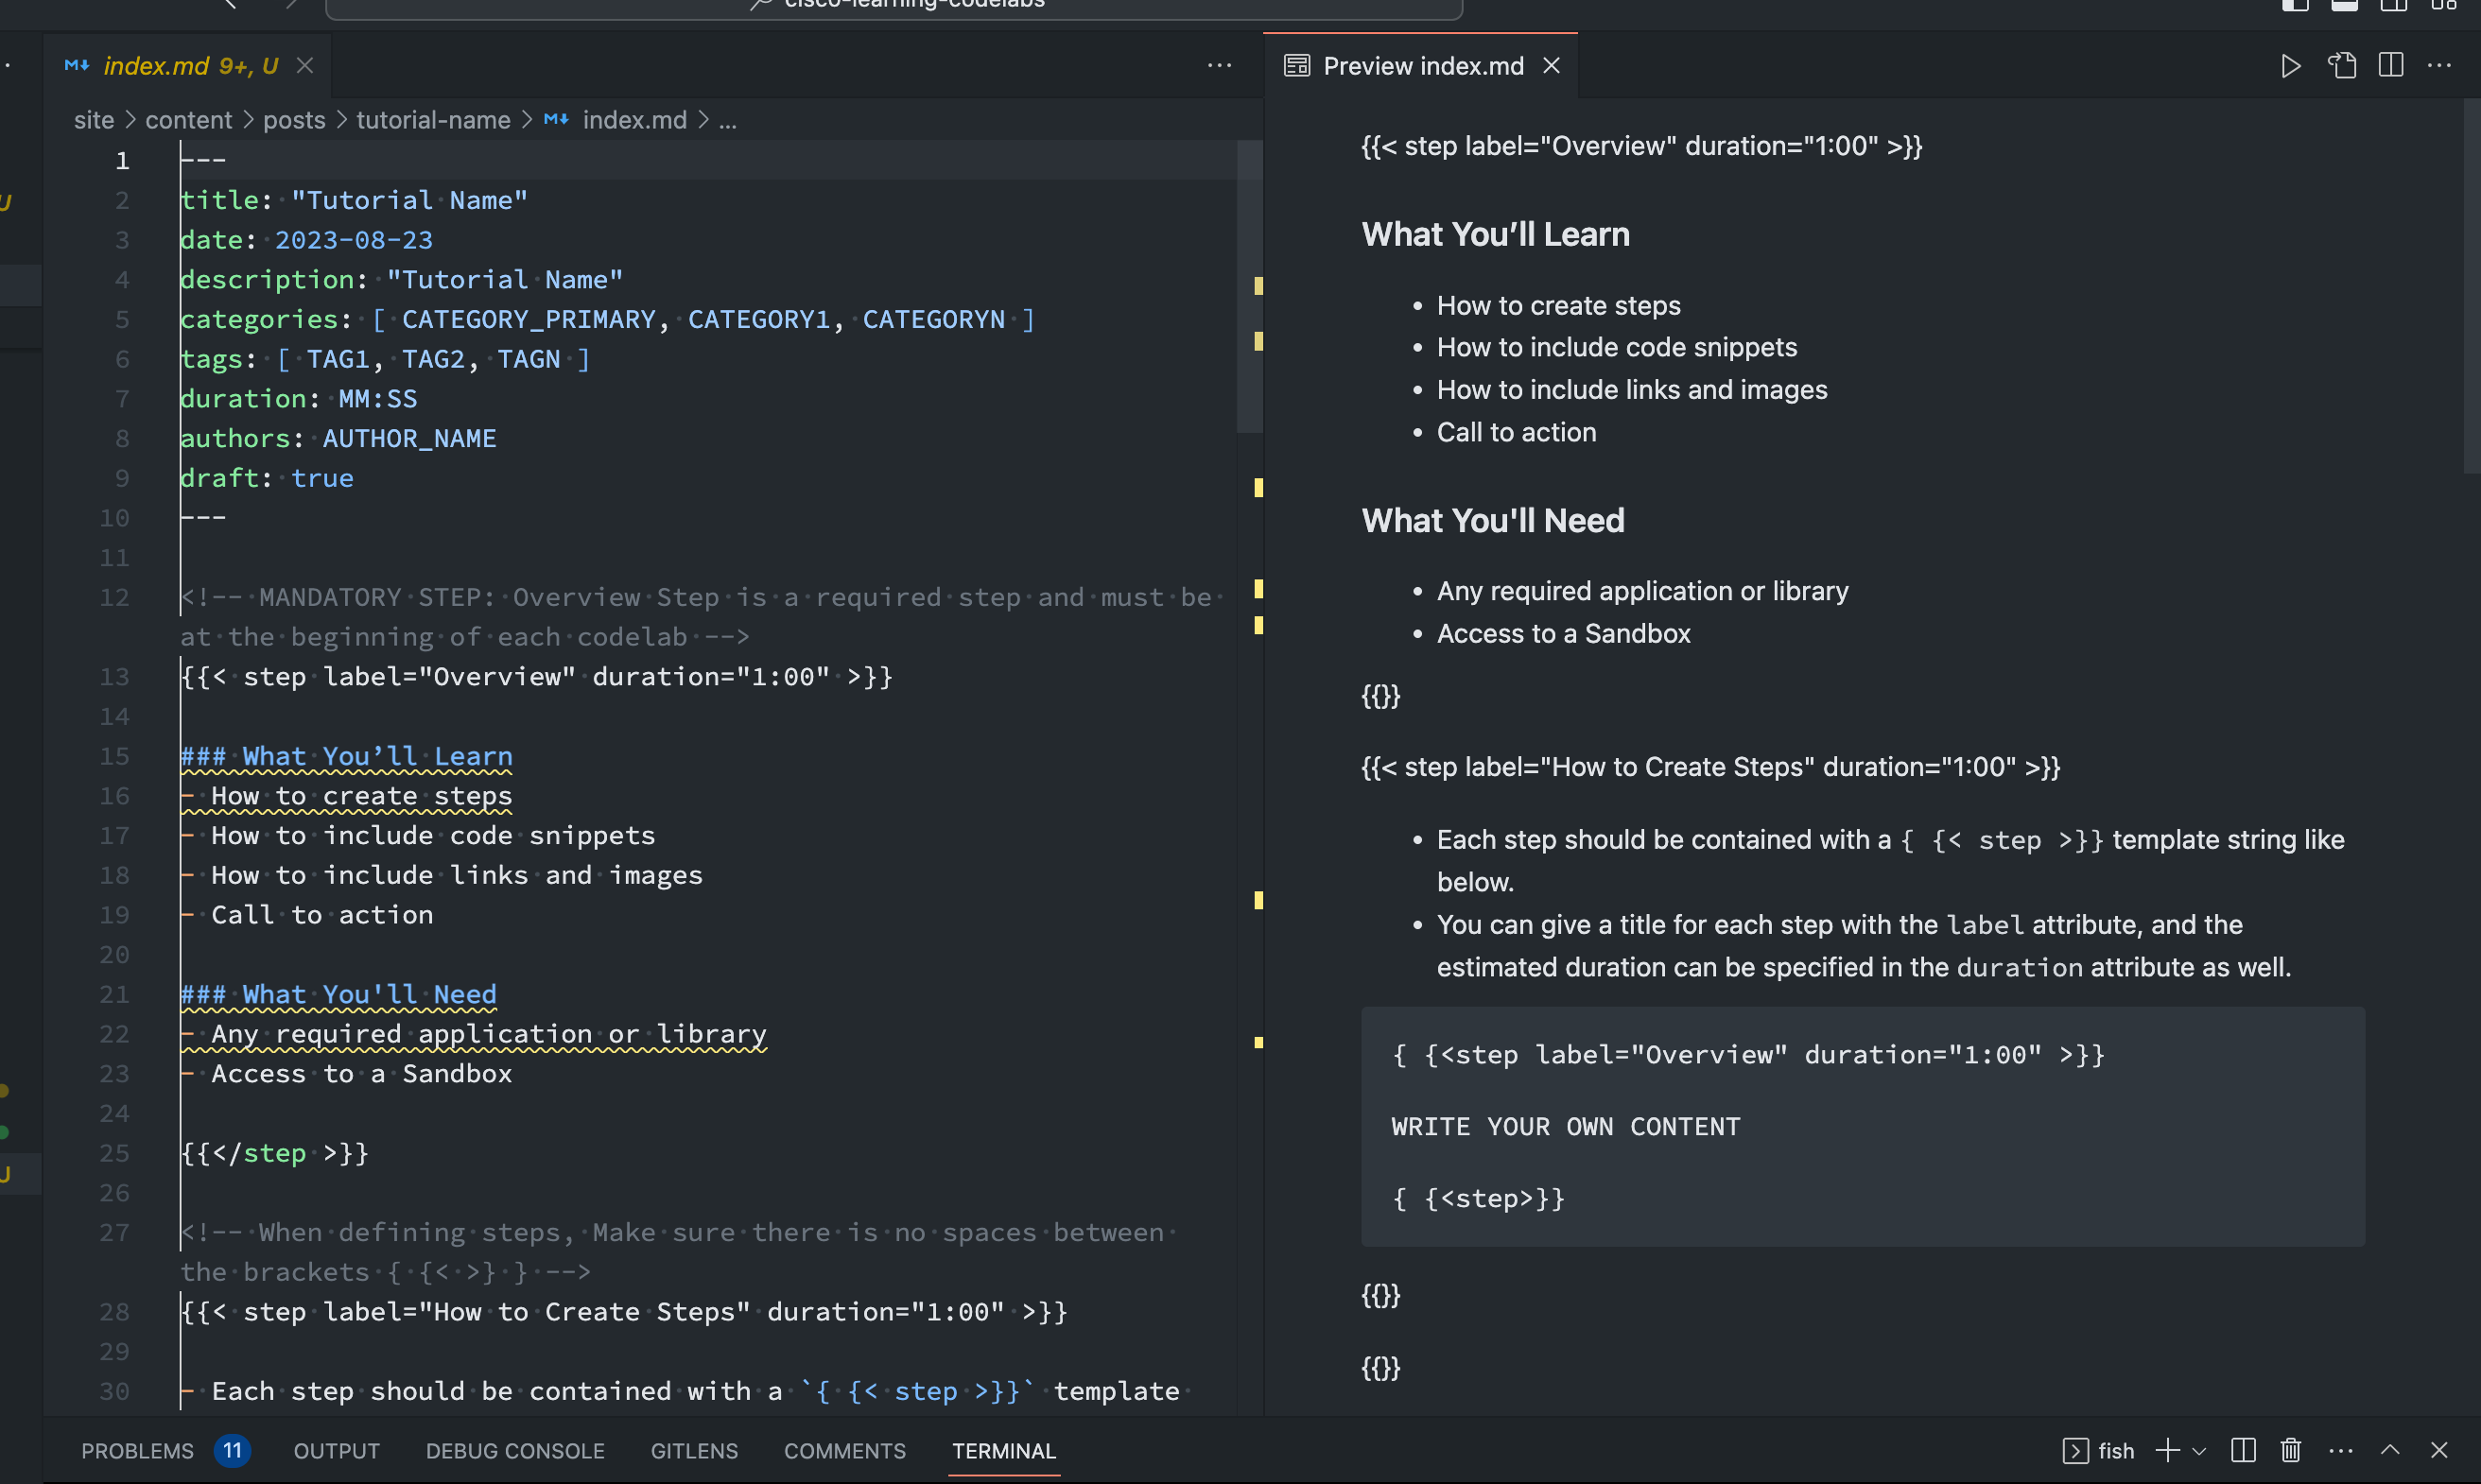 cisco-learning-codelabs
index.md 9+, U
Preview index.md
site > content > posts > tutorial-name > index.md > ...
1 ---
2 title: "Tutorial Name"
3 date: 2023-08-23
4 description: "Tutorial Name"
5 categories: [ CATEGORY_PRIMARY, CATEGORY1, CATEGORYN ]
6 tags: [ TAG1, TAG2, TAGN ]
7 duration: MM:SS
8 authors: AUTHOR_NAME
9 draft: true
10 ---
11
12 <!-- MANDATORY STEP: Overview Step is a required step and must be
at the beginning of each codelab -->
13 {{< step label="Overview" duration="1:00" >}}
14
15 ### What You’ll Learn
16 - How to create steps
17 - How to include code snippets
18 - How to include links and images
19 - Call to action
20
21 ### What You'll Need
22 - Any required application or library
23 - Access to a Sandbox
24
25 {{</step >}}
26
27 <!-- When defining steps, Make sure there is no spaces between
the brackets { {< >} } -->
28 {{< step label="How to Create Steps" duration="1:00" >}}
29
30 - Each step should be contained with a `{ {< step >}}` template
{{< step label="Overview" duration="1:00" >}}
What You’ll Learn
• How to create steps
• How to include code snippets
• How to include links and images
• Call to action
What You'll Need
• Any required application or library
• Access to a Sandbox
{{}}
{{< step label="How to Create Steps" duration="1:00" >}}
• Each step should be contained with a { {< step >}} template string like
below.
• You can give a title for each step with the label attribute, and the
estimated duration can be specified in the duration attribute as well.
{ {<step label="Overview" duration="1:00" >}}
WRITE YOUR OWN CONTENT
{ {<step>}}
{{}}
{{}}
U
U
PROBLEMS 11 OUTPUT DEBUG CONSOLE GITLENS COMMENTS TERMINAL
fish